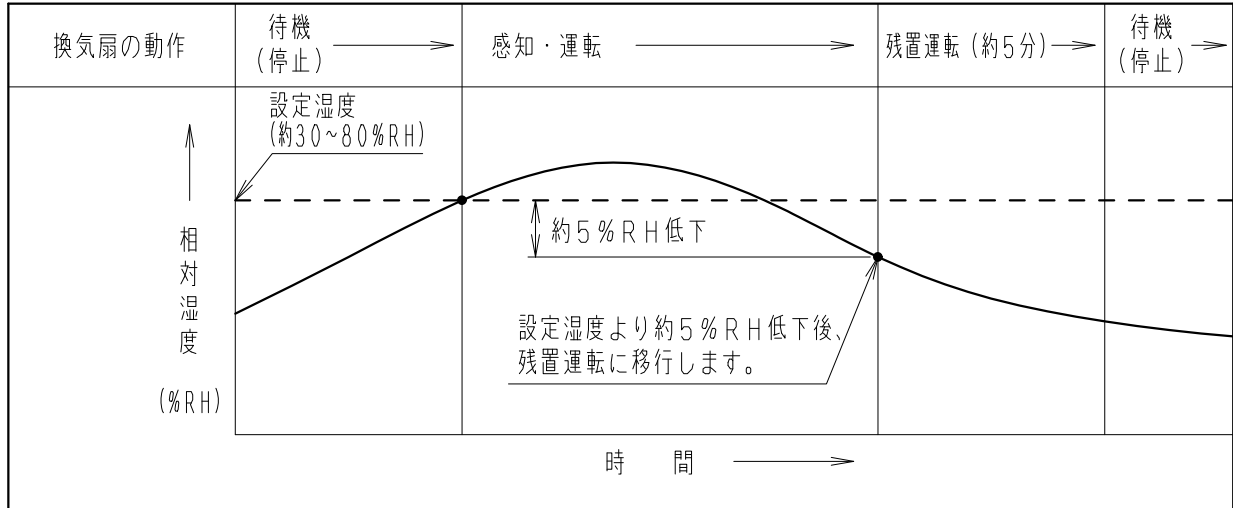 換気扇の動作
待機
(停止)
感知・運転
残置運転(約5分)
待機
(停止)
設定湿度
(約30~80%RH)
相対湿度
(%RH)
約5%RH低下
設定湿度より約5%RH低下後、
残置運転に移行します。
時 間